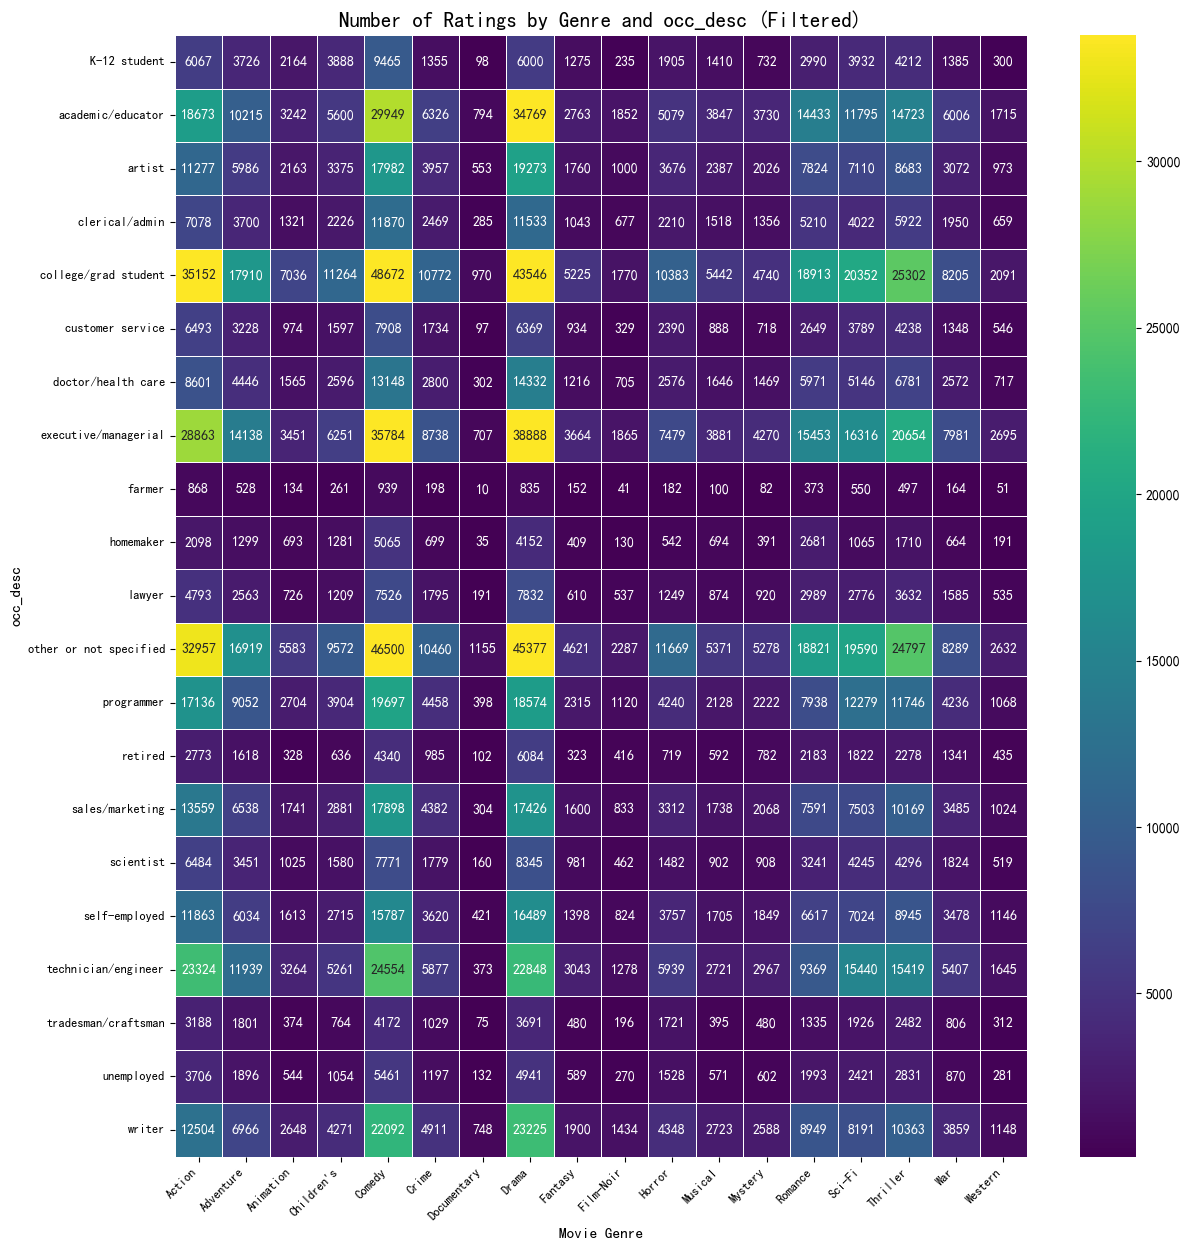 Number of Ratings by Genre and occ_desc (Filtered)
K-12 student 6067 3726 2164 3888 9465 1355 98 6000 1275 235 1905 1410 732 2990 3932 4212 1385 300
academic/educator 18673 10215 3242 5600 29949 6326 794 34769 2763 1852 5079 3847 3730 14433 11795 14723 6006 1715
artist 11277 5986 2163 3375 17982 3957 553 19273 1760 1000 3676 2387 2026 7824 7110 8683 3072 973
clerical/admin 7078 3700 1321 2226 11870 2469 285 11533 1043 677 2210 1518 1356 5210 4022 5922 1950 659
college/grad student 35152 17910 7036 11264 48672 10772 970 43546 5225 1770 10383 5442 4740 18913 20352 25302 8205 2091
customer service 6493 3228 974 1597 7908 1734 97 6369 934 329 2390 888 718 2649 3789 4238 1348 546
doctor/health care 8601 4446 1565 2596 13148 2800 302 14332 1216 705 2576 1646 1469 5971 5146 6781 2572 717
executive/managerial 28863 14138 3451 6251 35784 8738 707 38888 3664 1865 7479 3881 4270 15453 16316 20654 7981 2695
farmer 868 528 134 261 939 198 10 835 152 41 182 100 82 373 550 497 164 51
homemaker 2098 1299 693 1281 5065 699 35 4152 409 130 542 694 391 2681 1065 1710 664 191
lawyer 4793 2563 726 1209 7526 1795 191 7832 610 537 1249 874 920 2989 2776 3632 1585 535
other or not specified 32957 16919 5583 9572 46500 10460 1155 45377 4621 2287 11669 5371 5278 18821 19590 24797 8289 2632
programmer 17136 9052 2704 3904 19697 4458 398 18574 2315 1120 4240 2128 2222 7938 12279 11746 4236 1068
retired 2773 1618 328 636 4340 985 102 6084 323 416 719 592 782 2183 1822 2278 1341 435
sales/marketing 13559 6538 1741 2881 17898 4382 304 17426 1600 833 3312 1738 2068 7591 7503 10169 3485 1024
scientist 6484 3451 1025 1580 7771 1779 160 8345 981 462 1482 902 908 3241 4245 4296 1824 519
self-employed 11863 6034 1613 2715 15787 3620 421 16489 1398 824 3757 1705 1849 6617 7024 8945 3478 1146
technician/engineer 23324 11939 3264 5261 24554 5877 373 22848 3043 1278 5939 2721 2967 9369 15440 15419 5407 1645
tradesman/craftsman 3188 1801 374 764 4172 1029 75 3691 480 196 1721 395 480 1335 1926 2482 806 312
unemployed 3706 1896 544 1054 5461 1197 132 4941 589 270 1528 571 602 1993 2421 2831 870 281
writer 12504 6966 2648 4271 22092 4911 748 23225 1900 1434 4348 2723 2588 8949 8191 10363 3859 1148
Action Adventure Animation Children's Comedy Crime Documentary Drama Fantasy Film-Noir Horror Musical Mystery Romance Sci-Fi Thriller War Western
Movie Genre
occ_desc
30000
25000
20000
15000
10000
5000